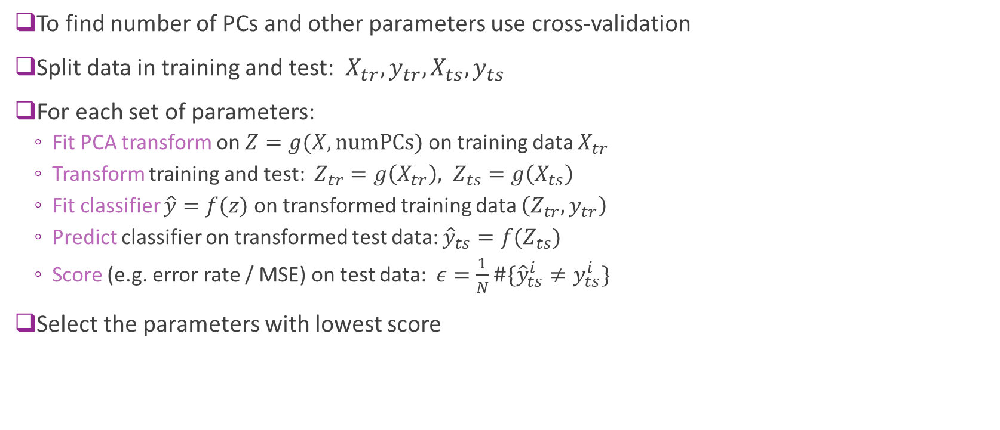 ❑To find number of PCs and other parameters use cross-validation
❑Split data in training and test: $X_{tr}, y_{tr}, X_{ts}, y_{ts}$
❑For each set of parameters:
◦ Fit PCA transform on $Z = g(X, \text{numPCs})$ on training data $X_{tr}$
◦ Transform training and test: $Z_{tr} = g(X_{tr}),\ Z_{ts} = g(X_{ts})$
◦ Fit classifier $\hat{y} = f(z)$ on transformed training data $(Z_{tr}, y_{tr})$
◦ Predict classifier on transformed test data: $\hat{y}_{ts} = f(Z_{ts})$
◦ Score (e.g. error rate / MSE) on test data: $\epsilon = \frac{1}{N} \#\{\hat{y}_{ts}^i \neq y_{ts}^i\}$
❑Select the parameters with lowest score